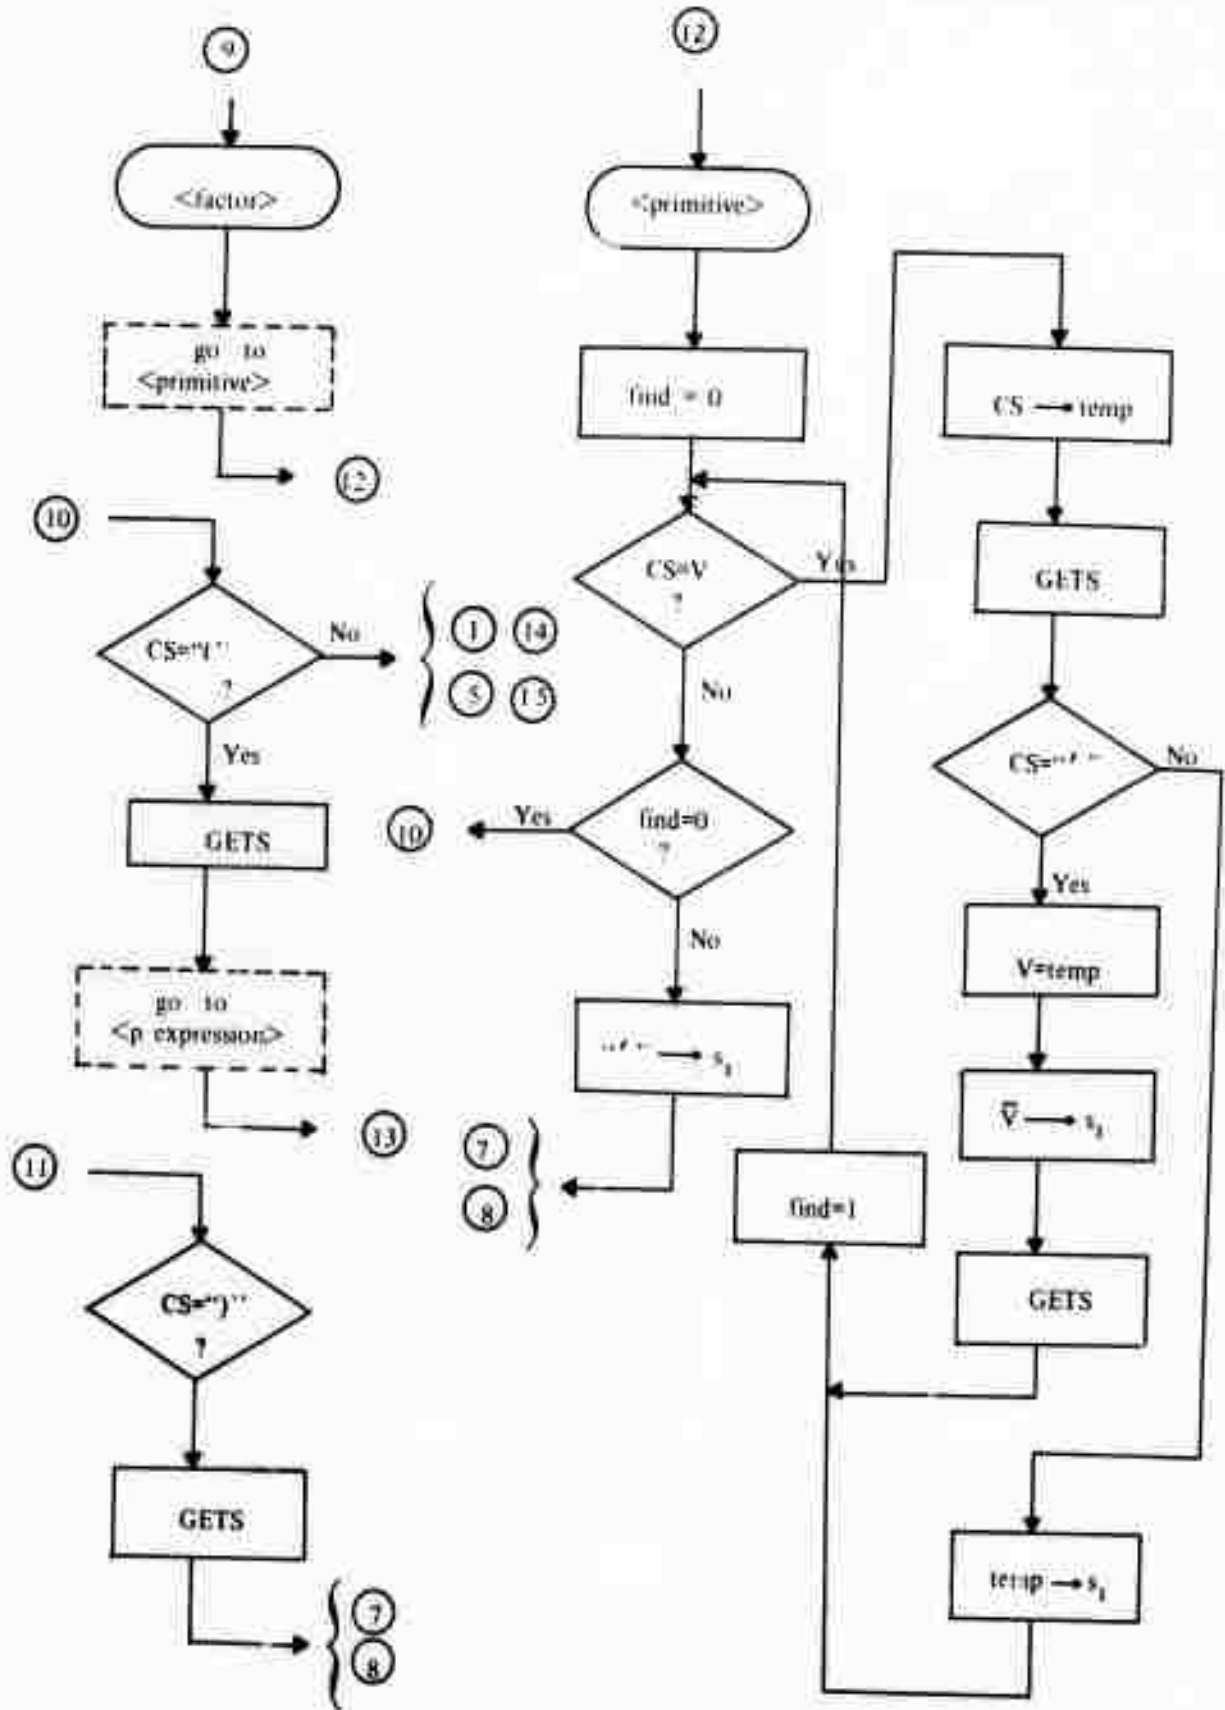 9
<factor>
go to
<primitive>
12
10
CS="("
?
No
1 14
5 15
Yes
GETS
go to
<p expression>
13
11
CS=")"
?
GETS
7
8
12
<primitive>
find = 0
CS=V
?
Yes
No
find=0
?
Yes
10
No
→ s₁
7
8
find=1
CS → temp
GETS
CS=
No
Yes
V=temp
V̅ → s₁
GETS
temp → s₁